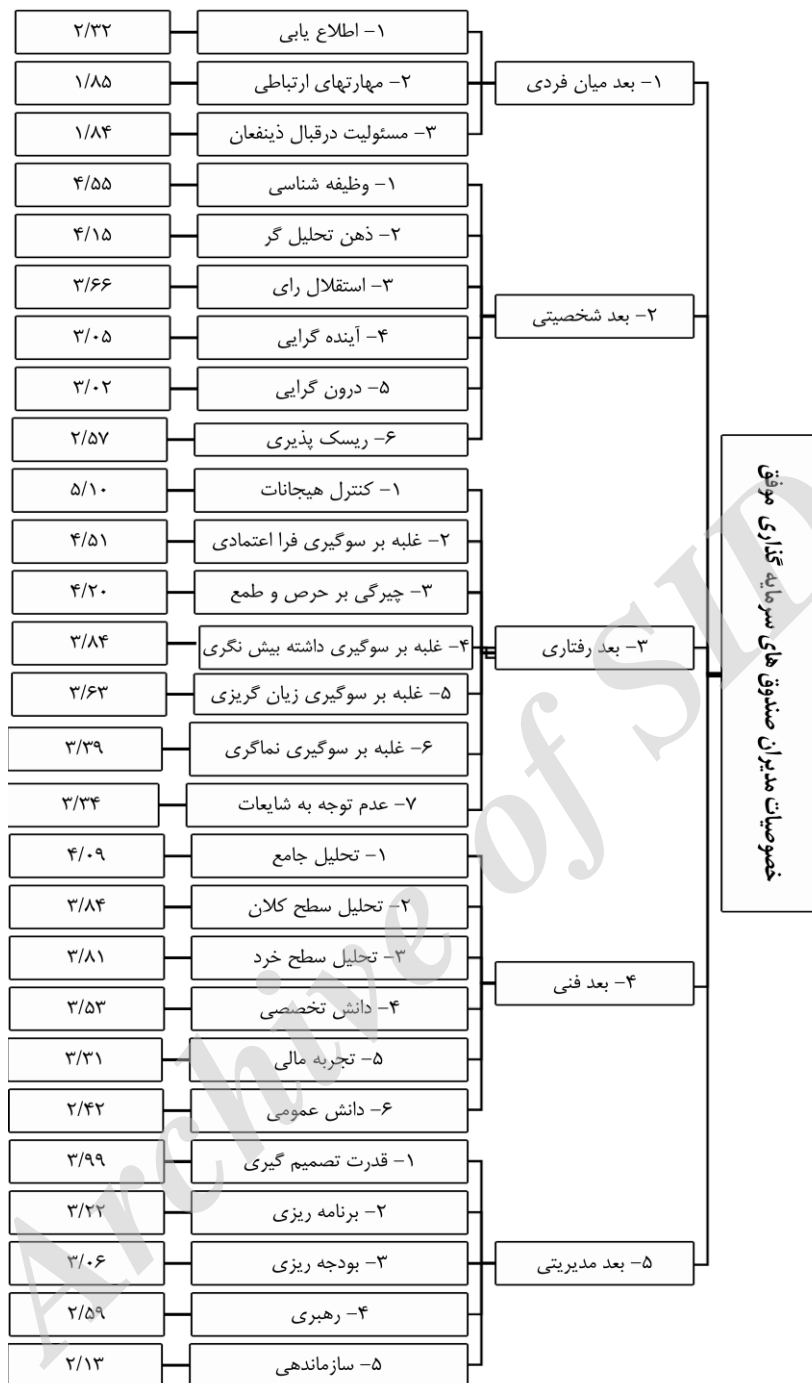 خصوصیات مدیران صندوق های سرمایه گذاری موفق
۱- بعد میان فردی
۱- اطلاع یابی
۲/۳۲
۲- مهارتهای ارتباطی
۱/۸۵
۳- مسئولیت درقبال ذینفعان
۱/۸۴
۲- بعد شخصیتی
۱- وظیفه شناسی
۴/۵۵
۲- ذهن تحلیل گر
۴/۱۵
۳- استقلال رای
۳/۶۶
۴- آینده گرایی
۳/۰۵
۵- درون گرایی
۳/۰۲
۶- ریسک پذیری
۲/۵۷
۳- بعد رفتاری
۱- کنترل هیجانات
۵/۱۰
۲- غلبه بر سوگیری فرا اعتمادی
۴/۵۱
۳- چیرگی بر حرص و طمع
۴/۲۰
۴- غلبه بر سوگیری داشته بیش نگری
۳/۸۴
۵- غلبه بر سوگیری زیان گریزی
۳/۶۳
۶- غلبه بر سوگیری نماگری
۳/۳۹
۷- عدم توجه به شایعات
۳/۳۴
۴- بعد فنی
۱- تحلیل جامع
۴/۰۹
۲- تحلیل سطح کلان
۳/۸۴
۳- تحلیل سطح خرد
۳/۸۱
۴- دانش تخصصی
۳/۵۳
۵- تجربه مالی
۳/۳۱
۶- دانش عمومی
۲/۴۲
۵- بعد مدیریتی
۱- قدرت تصمیم گیری
۳/۹۹
۲- برنامه ریزی
۳/۲۲
۳- بودجه ریزی
۳/۰۶
۴- رهبری
۲/۵۹
۵- سازماندهی
۲/۱۳
Archive of SID